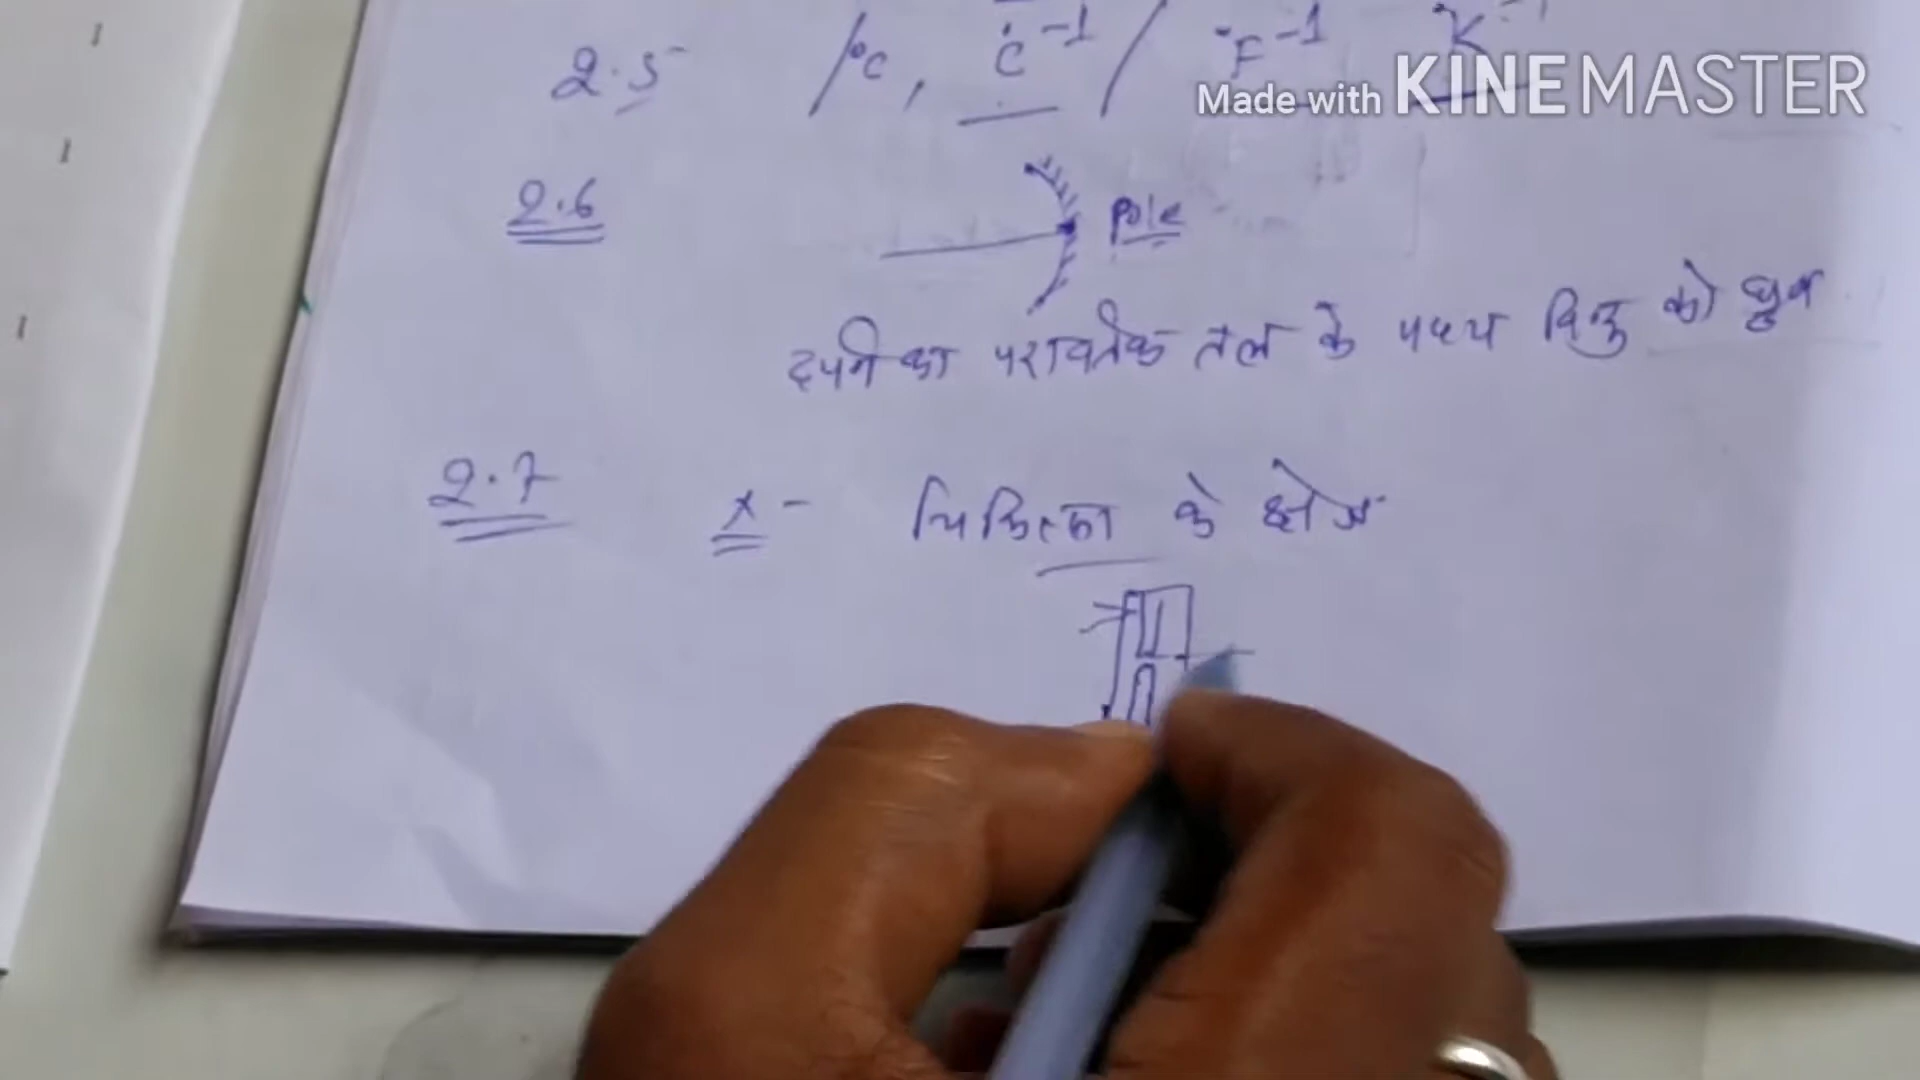 2.5 /°C, °C⁻¹ / °F⁻¹ K⁻¹
Made with KINEMASTER
2.6 Pole
दर्पण का परावर्तक तल के मध्य बिन्दु को ध्रुव
2.7 x - चिकित्सा के क्षेत्र